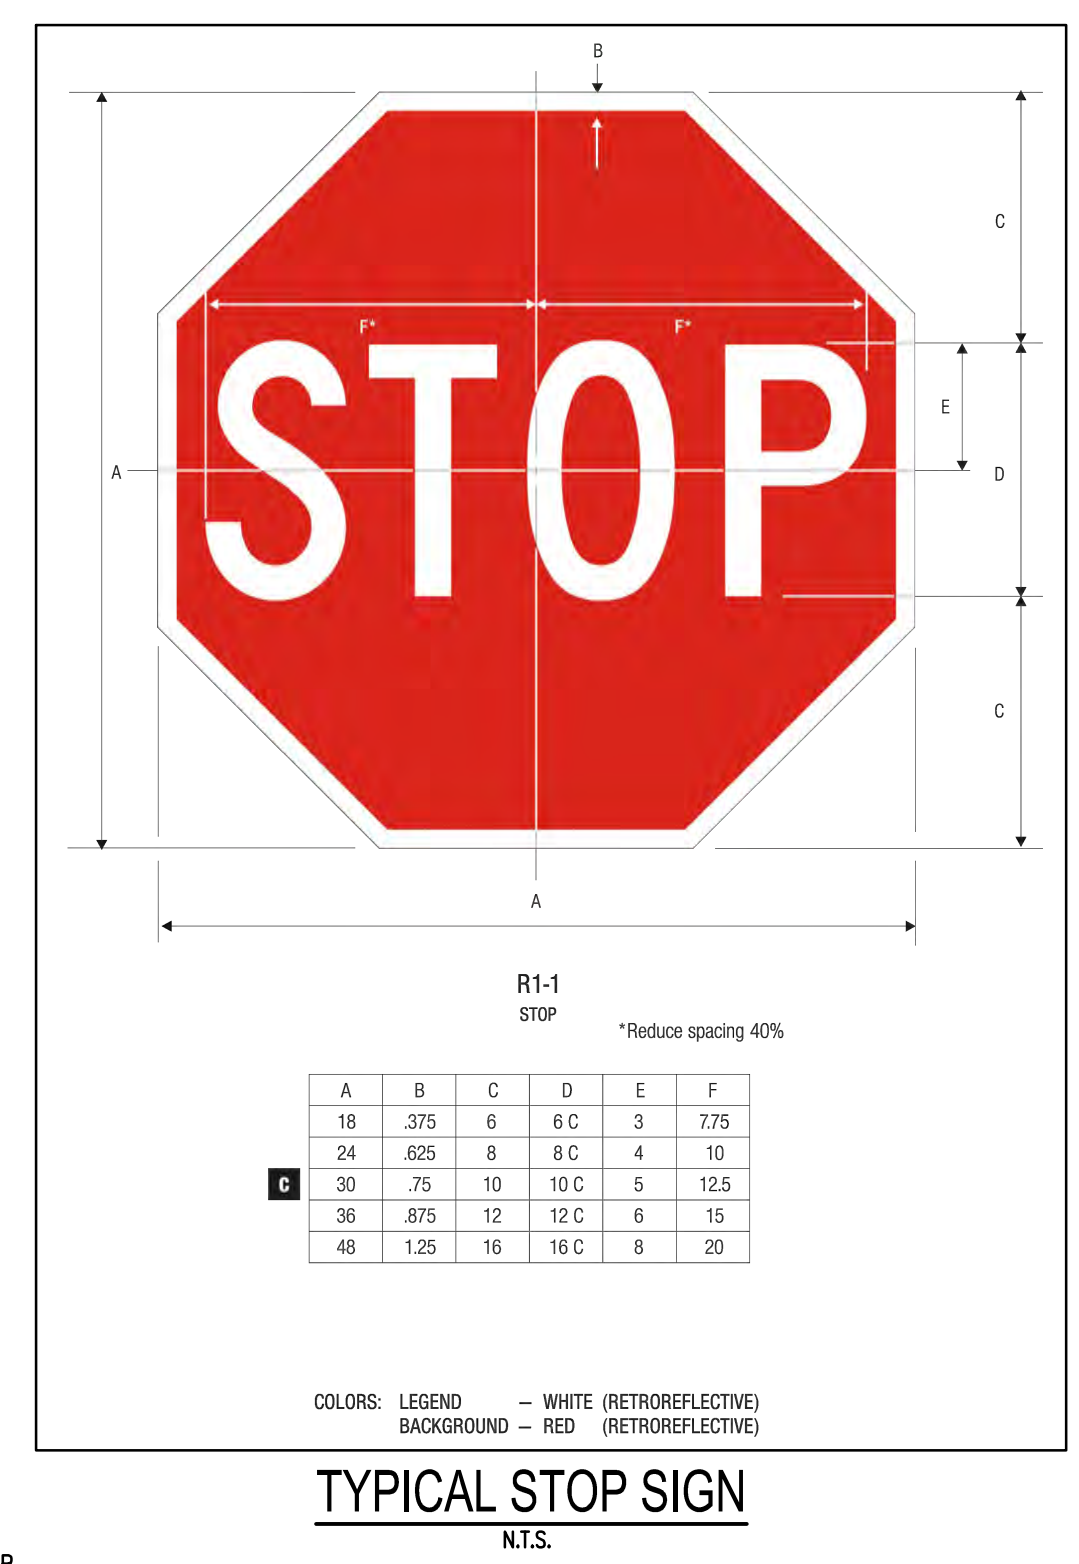 B
C
F* F*
STOP
E
A
D
C
A
R1-1
STOP
*Reduce spacing 40%
A B C D E F
18 .375 6 6 C 3 7.75
24 .625 8 8 C 4 10
C 30 .75 10 10 C 5 12.5
36 .875 12 12 C 6 15
48 1.25 16 16 C 8 20
COLORS: LEGEND – WHITE (RETROREFLECTIVE)
BACKGROUND – RED (RETROREFLECTIVE)
TYPICAL STOP SIGN
N.T.S.